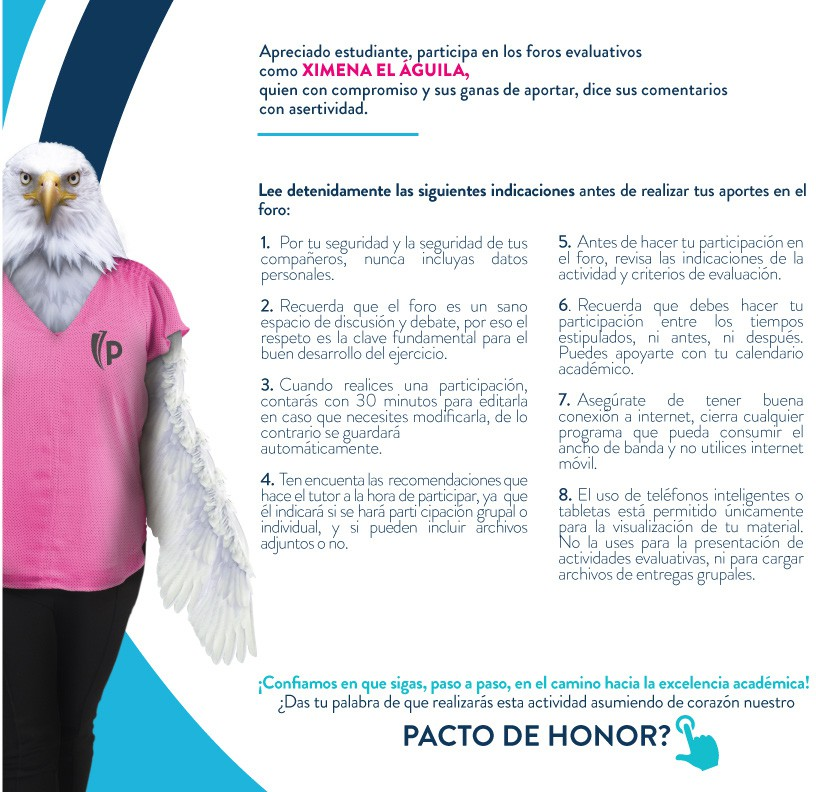 Apreciado estudiante, participa en los foros evaluativos
como XIMENA EL ÁGUILA,
quien con compromiso y sus ganas de aportar, dice sus comentarios
con asertividad.
Lee detenidamente las siguientes indicaciones antes de realizar tus aportes en el
foro:
1. Por tu seguridad y la seguridad de tus
compañeros, nunca incluyas datos
personales.
2. Recuerda que el foro es un sano
espacio de discusión y debate, por eso el
respeto es la clave fundamental para el
buen desarrollo del ejercicio.
3. Cuando realices una participación,
contarás con 30 minutos para editarla
en caso que necesites modificarla, de lo
contrario se guardará
automáticamente.
4. Ten encuenta las recomendaciones que
hace el tutor a la hora de participar, ya que
él indicará si se hará parti cipación grupal o
individual, y si pueden incluir archivos
adjuntos o no.
5. Antes de hacer tu participación en
el foro, revisa las indicaciones de la
actividad y criterios de evaluación.
6. Recuerda que debes hacer tu
participación entre los tiempos
estipulados, ni antes, ni después.
Puedes apoyarte con tu calendario
académico.
7. Asegúrate de tener buena
conexión a internet, cierra cualquier
programa que pueda consumir el
ancho de banda y no utilices internet
móvil.
8. El uso de teléfonos inteligentes o
tabletas está permitido únicamente
para la visualización de tu material.
No la uses para la presentación de
actividades evaluativas, ni para cargar
archivos de entregas grupales.
P
¡Confiamos en que sigas, paso a paso, en el camino hacia la excelencia académica!
¿Das tu palabra de que realizarás esta actividad asumiendo de corazón nuestro
PACTO DE HONOR?